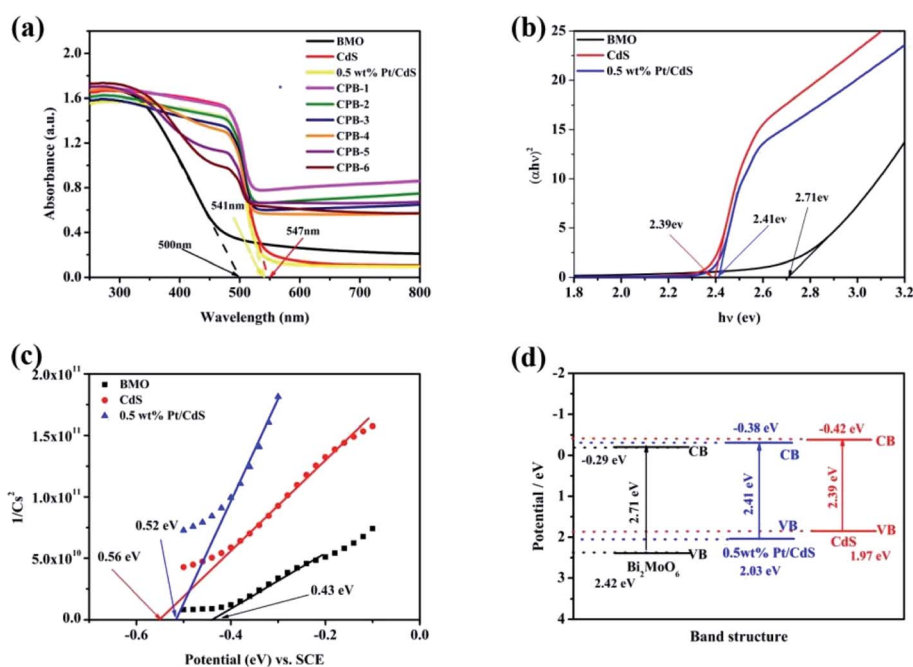 (a)
2.1
1.8
1.5
1.2
0.9
0.6
0.3
0.0
Absorbance (a.u.)
BMO
CdS
0.5 wt% Pt/CdS
CPB-1
CPB-2
CPB-3
CPB-4
CPB-5
CPB-6
541nm
500nm
547nm
300 400 500 600 700 800
Wavelength (nm)
(b)
25
20
15
10
5
0
(αhν)²
BMO
CdS
0.5 wt% Pt/CdS
2.39ev
2.41ev
2.71ev
1.8 2.0 2.2 2.4 2.6 2.8 3.0 3.2
hν (ev)
(c)
2.0x10¹¹
1.5x10¹¹
1.0x10¹¹
5.0x10¹⁰
0.0
1/Cs²
BMO
CdS
0.5 wt% Pt/CdS
0.52 eV
0.56 eV
0.43 eV
-0.6 -0.4 -0.2 0.0
Potential (eV) vs. SCE
(d)
-2
-1
0
1
2
3
4
Potential / eV
-0.29 eV
CB
2.71 eV
VB
2.42 eV
Bi₂MoO₆
-0.38 eV
CB
2.41 eV
VB
0.5wt% Pt/CdS
2.03 eV
-0.42 eV
CB
2.39 eV
VB
CdS
1.97 eV
Band structure